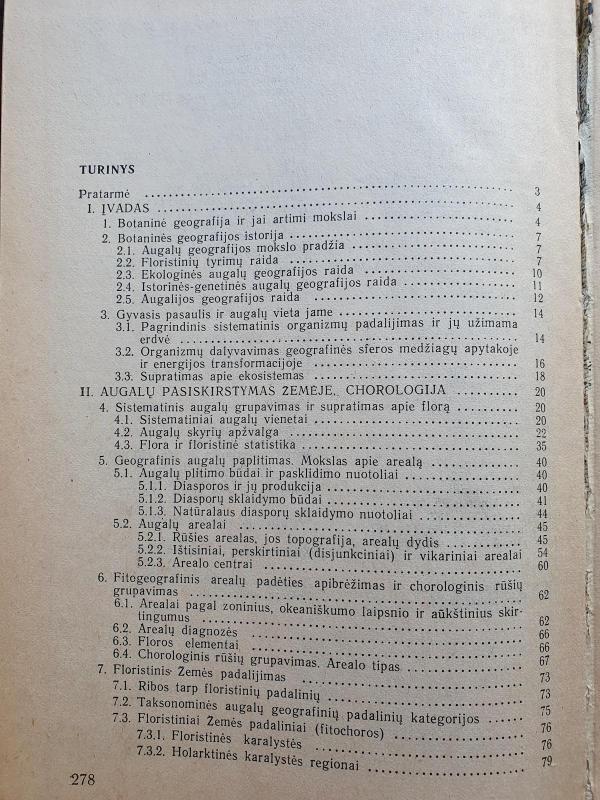 TURINYS
Pratarmė 3
I. ĮVADAS 4
1. Botaninė geografija ir jai artimi mokslai 4
2. Botaninės geografijos istorija 7
2.1. Augalų geografijos mokslo pradžia 7
2.2. Floristinių tyrimų raida 7
2.3. Ekologinės augalų geografijos raida 10
2.4. Istorinės-genetinės augalų geografijos raida 11
2.5. Augalijos geografijos raida 12
3. Gyvasis pasaulis ir augalų vieta jame 14
3.1. Pagrindinis sistematinis organizmų padalijimas ir jų užimama
erdvė 14
3.2. Organizmų dalyvavimas geografinės sferos medžiagų apytakoje
ir energijos transformacijoje 16
3.3. Supratimas apie ekosistemas 18
II. AUGALŲ PASISKIRSTYMAS ŽEMĖJE. CHOROLOGIJA 20
4. Sistematinis augalų grupavimas ir supratimas apie florą 20
4.1. Sistematiniai augalų vienetai 20
4.2. Augalų skyrių apžvalga 22
4.3. Flora ir floristinė statistika 35
5. Geografinis augalų paplitimas. Mokslas apie arealą 40
5.1. Augalų plitimo būdai ir pasklidimo nuotoliai 40
5.1.1. Diasporos ir jų produkcija 40
5.1.2. Diasporų sklaidymo būdai 41
5.1.3. Natūralaus diasporų sklaidymo nuotoliai 44
5.2. Augalų arealai 45
5.2.1. Rūšies arealas, jos topografija, arealų dydis 45
5.2.2. Ištisiniai, perskirtiniai (disjunkciniai) ir vikariniai arealai 54
5.2.3. Arealo centrai 60
6. Fitogeografinis arealų padėties apibrėžimas ir chorologinis rūšių
grupavimas 62
6.1. Arealai pagal zoninius, okeaniškumo laipsnio ir aukštinius skir-
tingumus 62
6.2. Arealų diagnozės 66
6.3. Floros elementai 66
6.4. Chorologinis rūšių grupavimas. Arealo tipas 67
7. Floristinis Žemės padalijimas 73
7.1. Ribos tarp floristinių padalinių 73
7.2. Taksonominės augalų geografinių padalinių kategorijos 75
7.3. Floristiniai Žemės padaliniai (fitochoros) 76
7.3.1. Floristinės karalystės 76
7.3.2. Holarktinės karalystės regionai 79
278